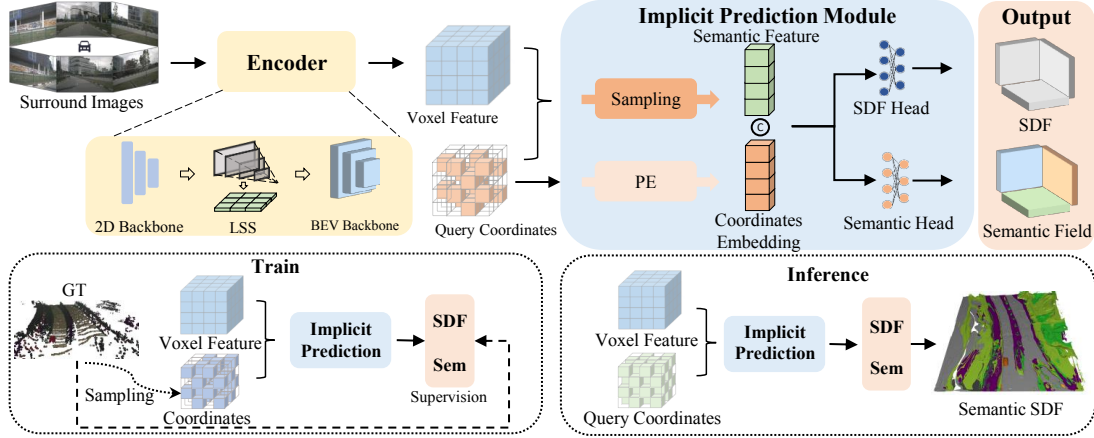 Surround Images
Encoder
2D Backbone
LSS
BEV Backbone
Voxel Feature
Query Coordinates
Implicit Prediction Module
Semantic Feature
Sampling
C
PE
Coordinates
Embedding
SDF Head
Semantic Head
Output
SDF
Semantic Field
Train
GT
Sampling
Voxel Feature
Coordinates
Implicit
Prediction
SDF
Sem
Supervision
Inference
Voxel Feature
Query Coordinates
Implicit
Prediction
SDF
Sem
Semantic SDF